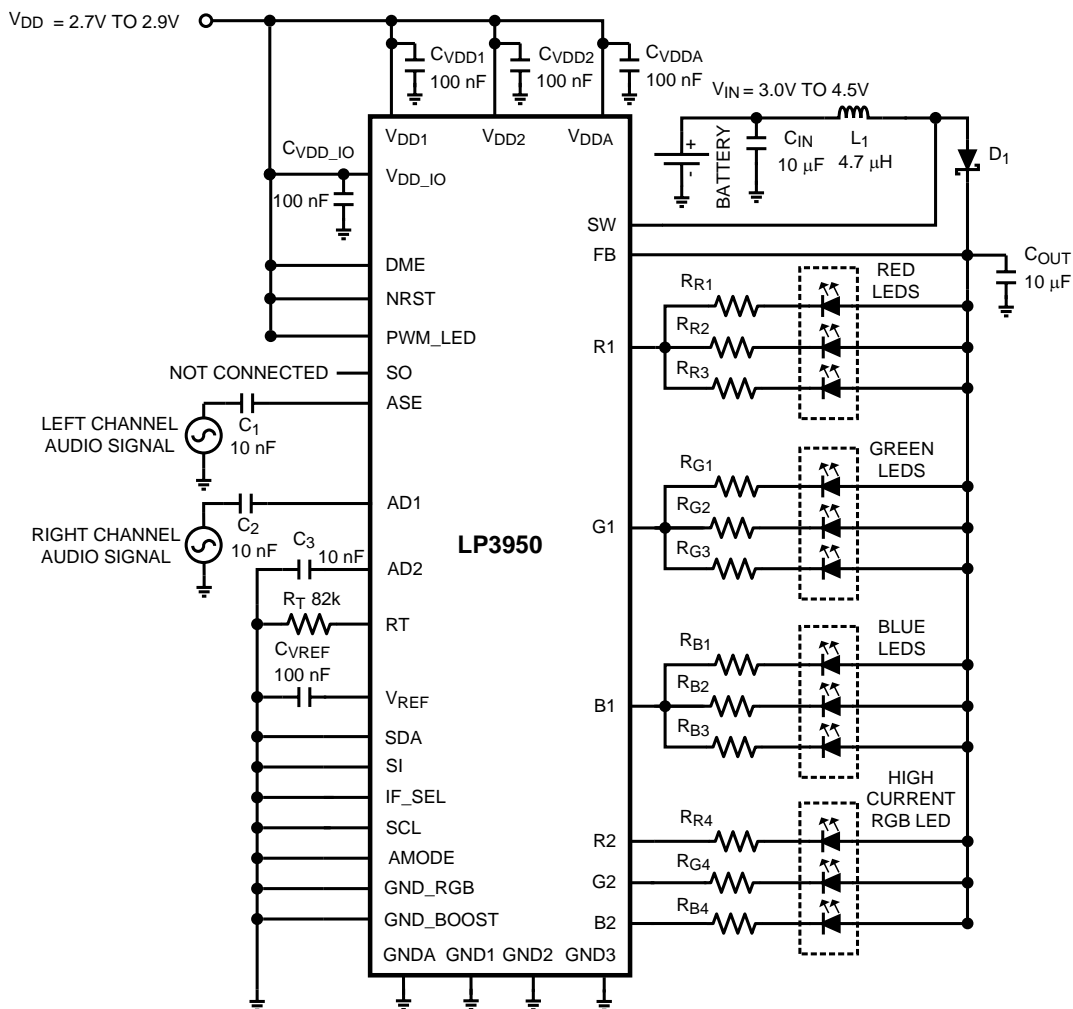 VDD = 2.7V TO 2.9V
CVDD1
100 nF
CVDD2
100 nF
CVDDA
100 nF
VIN = 3.0V TO 4.5V
VDD1
VDD2
VDDA
CVDD_IO
100 nF
VDD_IO
+
-
BATTERY
CIN
10 μF
L1
4.7 μH
D1
SW
FB
COUT
10 μF
DME
NRST
PWM_LED
NOT CONNECTED
SO
ASE
LEFT CHANNEL
AUDIO SIGNAL
C1
10 nF
RED
LEDS
RR1
RR2
RR3
R1
AD1
RIGHT CHANNEL
AUDIO SIGNAL
C2
10 nF
LP3950
GREEN
LEDS
RG1
RG2
RG3
G1
C3
10 nF
AD2
RT 82k
RT
CVREF
100 nF
VREF
BLUE
LEDS
RB1
RB2
RB3
B1
SDA
SI
IF_SEL
SCL
AMODE
GND_RGB
GND_BOOST
HIGH
CURRENT
RGB LED
RR4
R2
RG4
G2
RB4
B2
GNDA
GND1
GND2
GND3